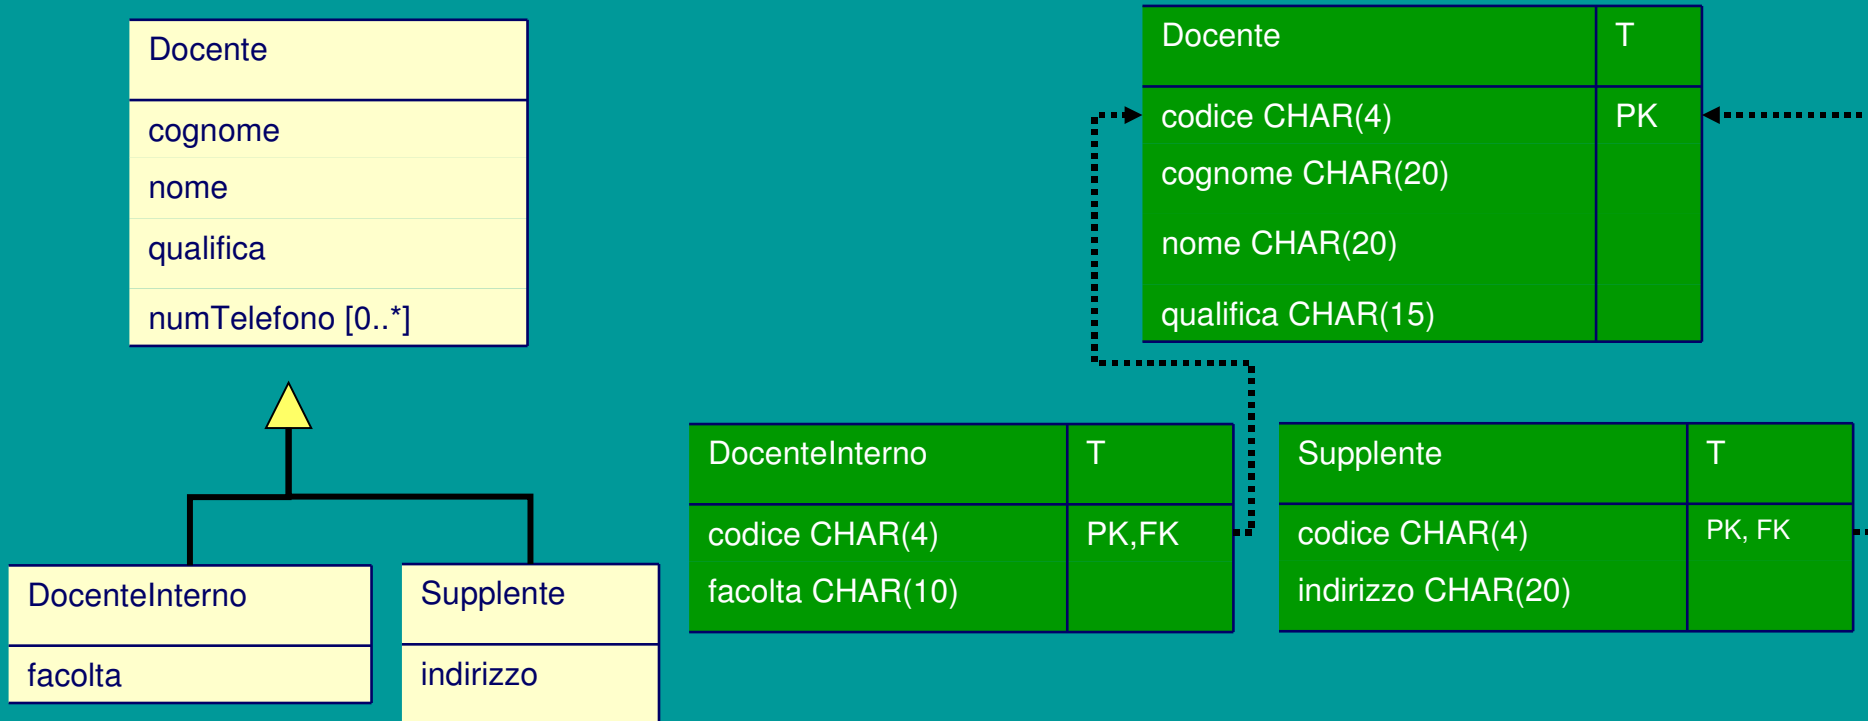 Docente
cognome
nome
qualifica
numTelefono [0..*]
DocenteInterno
facolta
Supplente
indirizzo
Docente T
codice CHAR(4) PK
cognome CHAR(20)
nome CHAR(20)
qualifica CHAR(15)
DocenteInterno T
codice CHAR(4) PK,FK
facolta CHAR(10)
Supplente T
codice CHAR(4) PK, FK
indirizzo CHAR(20)